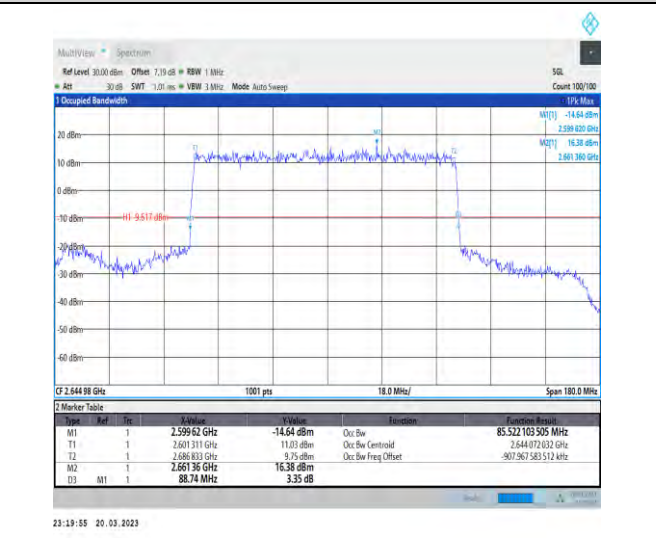 MultiView Spectrum
Ref Level 30.00 dBm Offset 7.19 dB RBW 1 MHz SGL
Att 30 dB SWT 1.01 ms VBW 3 MHz Mode Auto Sweep Count 100/100
1 Occupied Bandwidth 1Pk Max
M1[1] -14.64 dBm
2.599 620 GHz
20 dBm
M2[1] 16.38 dBm
2.661 360 GHz
M2
T1
T2
10 dBm
0 dBm
-10 dBm
H1 -9.517 dBm
-20 dBm
-30 dBm
-40 dBm
-50 dBm
-60 dBm
CF 2.644 98 GHz 1001 pts 18.0 MHz/ Span 180.0 MHz
2 Marker Table
Type Ref Trc X-Value Y-Value Function Function Result
M1 1 2.599 62 GHz -14.64 dBm Occ Bw 85.522 103 505 MHz
T1 1 2.601 311 GHz 11.03 dBm Occ Bw Centroid 2.644 072 032 GHz
T2 1 2.686 833 GHz 9.75 dBm Occ Bw Freq Offset -907.967 583 512 kHz
M2 1 2.661 36 GHz 16.38 dBm
D3 M1 1 88.74 MHz 3.35 dB
23:19:55 20.03.2023